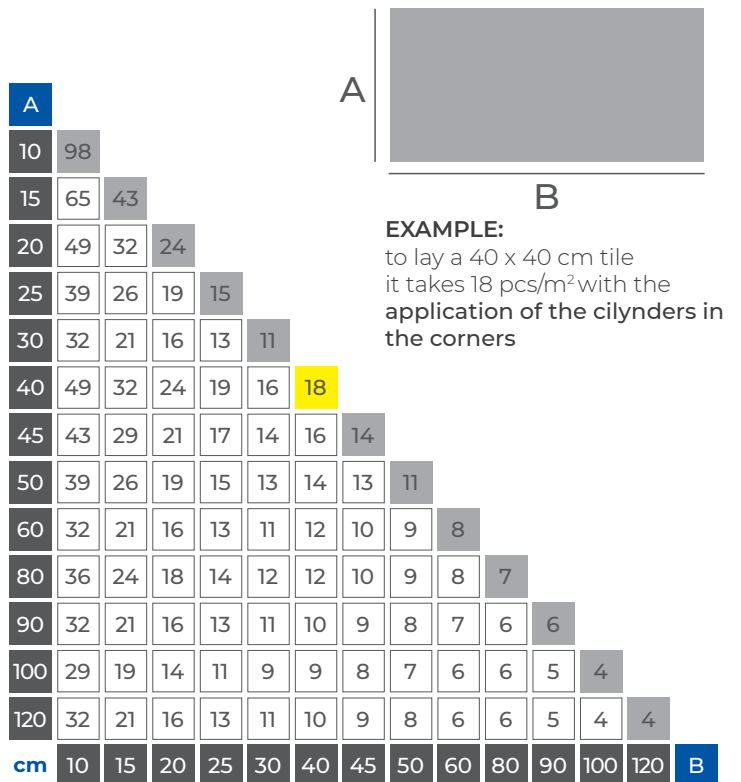 A
B
EXAMPLE:
to lay a 40 x 40 cm tile
it takes 18 pcs/m² with the
application of the cilynders in
the corners
A
10 98
15 65 43
20 49 32 24
25 39 26 19 15
30 32 21 16 13 11
40 49 32 24 19 16 18
45 43 29 21 17 14 16 14
50 39 26 19 15 13 14 13 11
60 32 21 16 13 11 12 10 9 8
80 36 24 18 14 12 12 10 9 8 7
90 32 21 16 13 11 10 9 8 7 6 6
100 29 19 14 11 9 9 8 7 6 6 5 4
120 32 21 16 13 11 10 9 8 6 6 5 4 4
cm 10 15 20 25 30 40 45 50 60 80 90 100 120 B